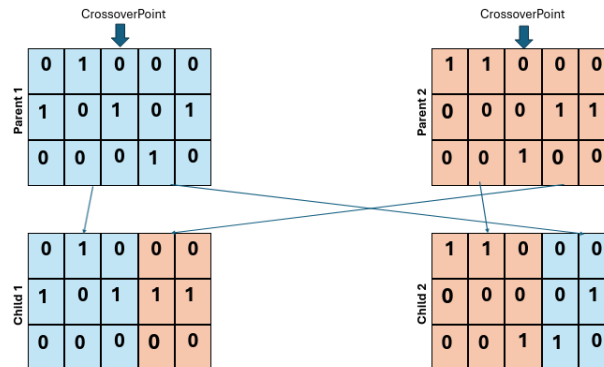 CrossoverPoint CrossoverPoint
Parent 1
0 1 0 0 0
1 0 1 0 1
0 0 0 1 0
Parent 2
1 1 0 0 0
0 0 0 1 1
0 0 1 0 0
Child 1
0 1 0 0 0
1 0 1 1 1
0 0 0 0 0
Child 2
1 1 0 0 0
0 0 0 0 1
0 0 1 1 0